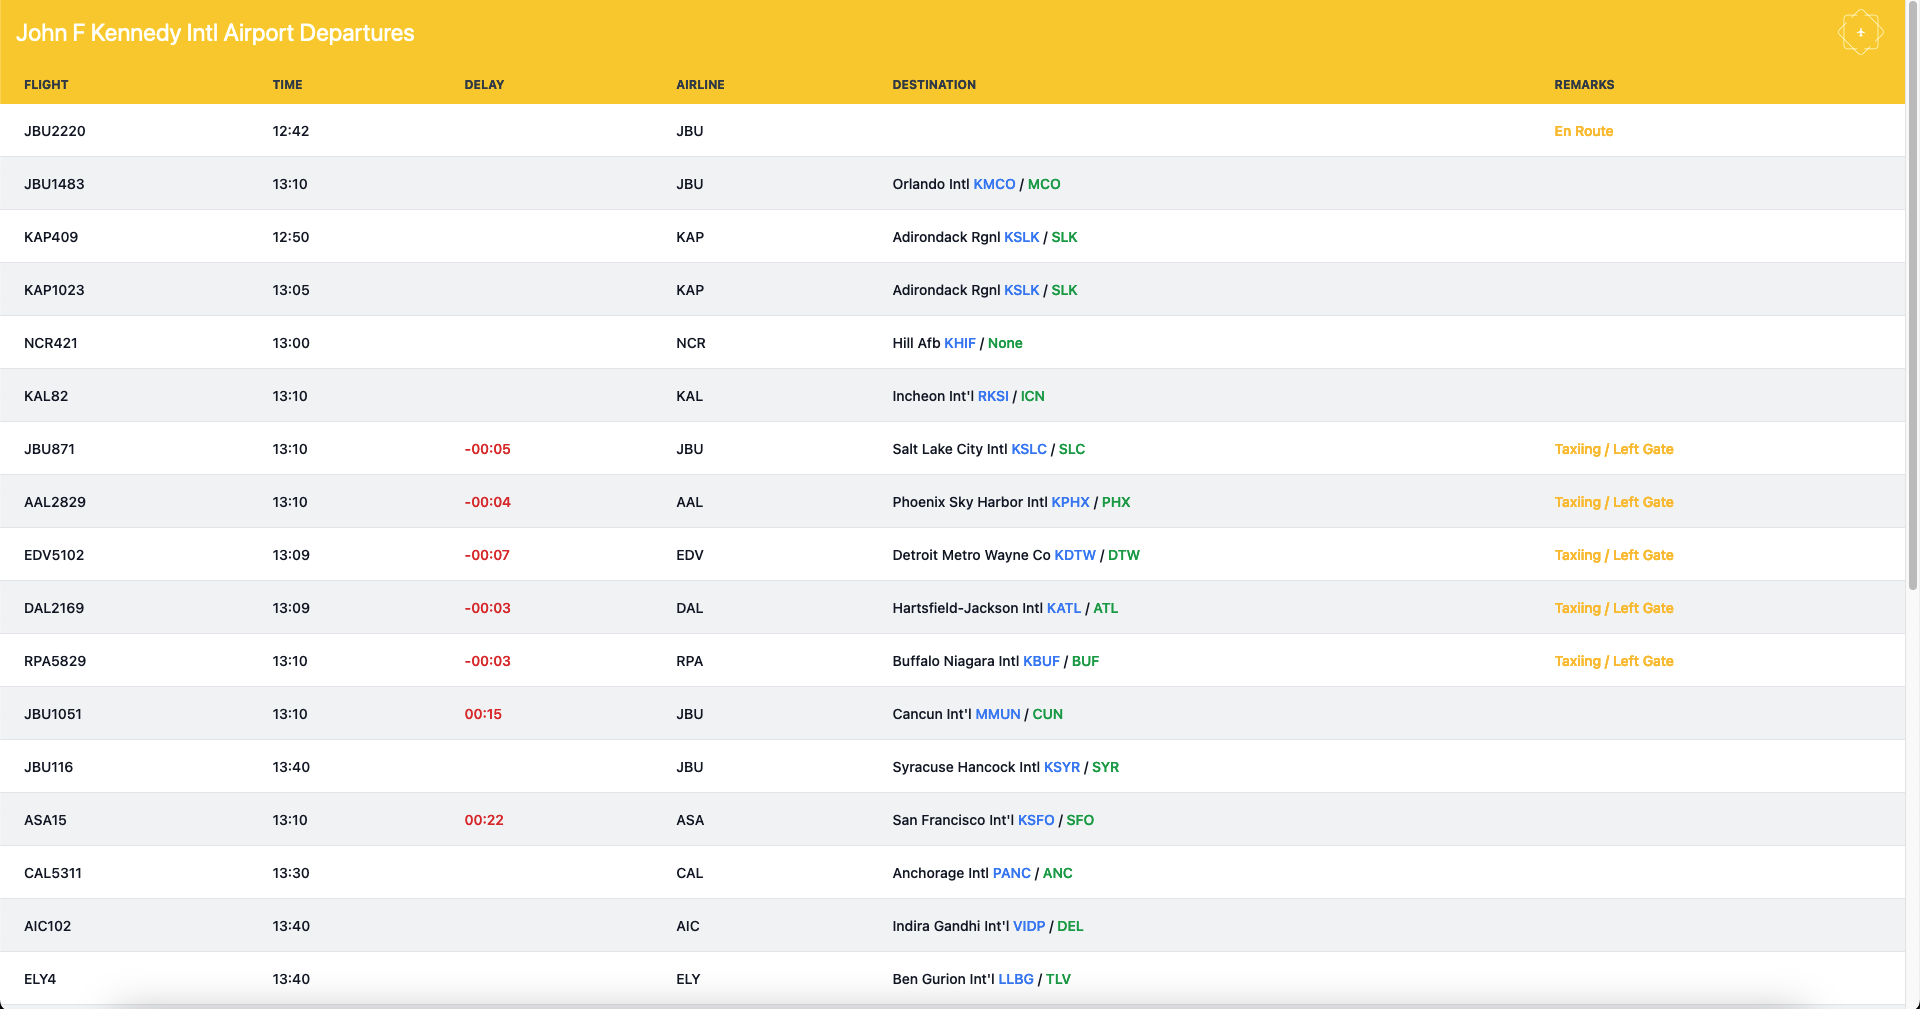 John F Kennedy Intl Airport Departures
+
FLIGHT TIME DELAY AIRLINE DESTINATION REMARKS
JBU2220 12:42 JBU En Route
JBU1483 13:10 JBU Orlando Intl KMCO / MCO
KAP409 12:50 KAP Adirondack Rgnl KSLK / SLK
KAP1023 13:05 KAP Adirondack Rgnl KSLK / SLK
NCR421 13:00 NCR Hill Afb KHIF / None
KAL82 13:10 KAL Incheon Int'l RKSI / ICN
JBU871 13:10 -00:05 JBU Salt Lake City Intl KSLC / SLC Taxiing / Left Gate
AAL2829 13:10 -00:04 AAL Phoenix Sky Harbor Intl KPHX / PHX Taxiing / Left Gate
EDV5102 13:09 -00:07 EDV Detroit Metro Wayne Co KDTW / DTW Taxiing / Left Gate
DAL2169 13:09 -00:03 DAL Hartsfield-Jackson Intl KATL / ATL Taxiing / Left Gate
RPA5829 13:10 -00:03 RPA Buffalo Niagara Intl KBUF / BUF Taxiing / Left Gate
JBU1051 13:10 00:15 JBU Cancun Int'l MMUN / CUN
JBU116 13:40 JBU Syracuse Hancock Intl KSYR / SYR
ASA15 13:10 00:22 ASA San Francisco Int'l KSFO / SFO
CAL5311 13:30 CAL Anchorage Intl PANC / ANC
AIC102 13:40 AIC Indira Gandhi Int'l VIDP / DEL
ELY4 13:40 ELY Ben Gurion Int'l LLBG / TLV